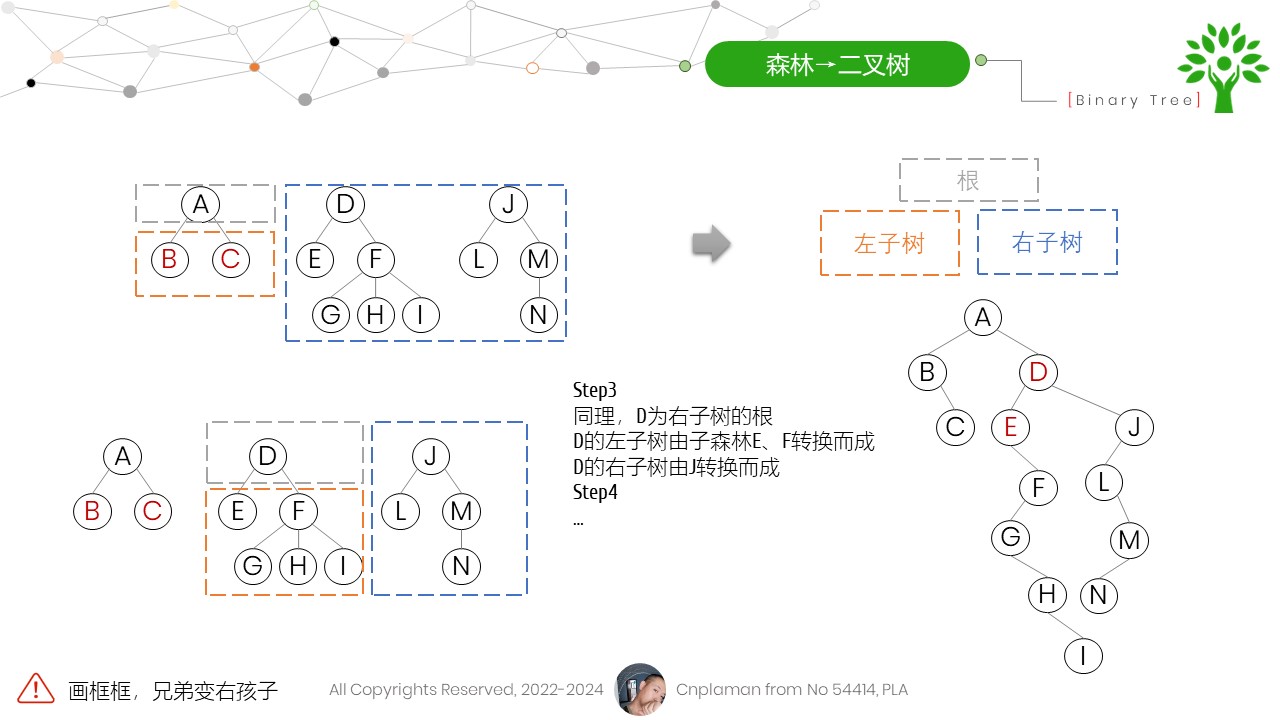 森林→二叉树
[Binary Tree]
A
B C
D
E F
G H I
J
L M
N
根
左子树 右子树
A
B D
C E J
F L
G M
H N
I
A
B C
D
E F
G H I
J
L M
N
Step3
同理，D为右子树的根
D的左子树由子森林E、F转换而成
D的右子树由J转换而成
Step4
…
画框框，兄弟变右孩子
All Copyrights Reserved, 2022-2024
Cnplaman from No 54414, PLA